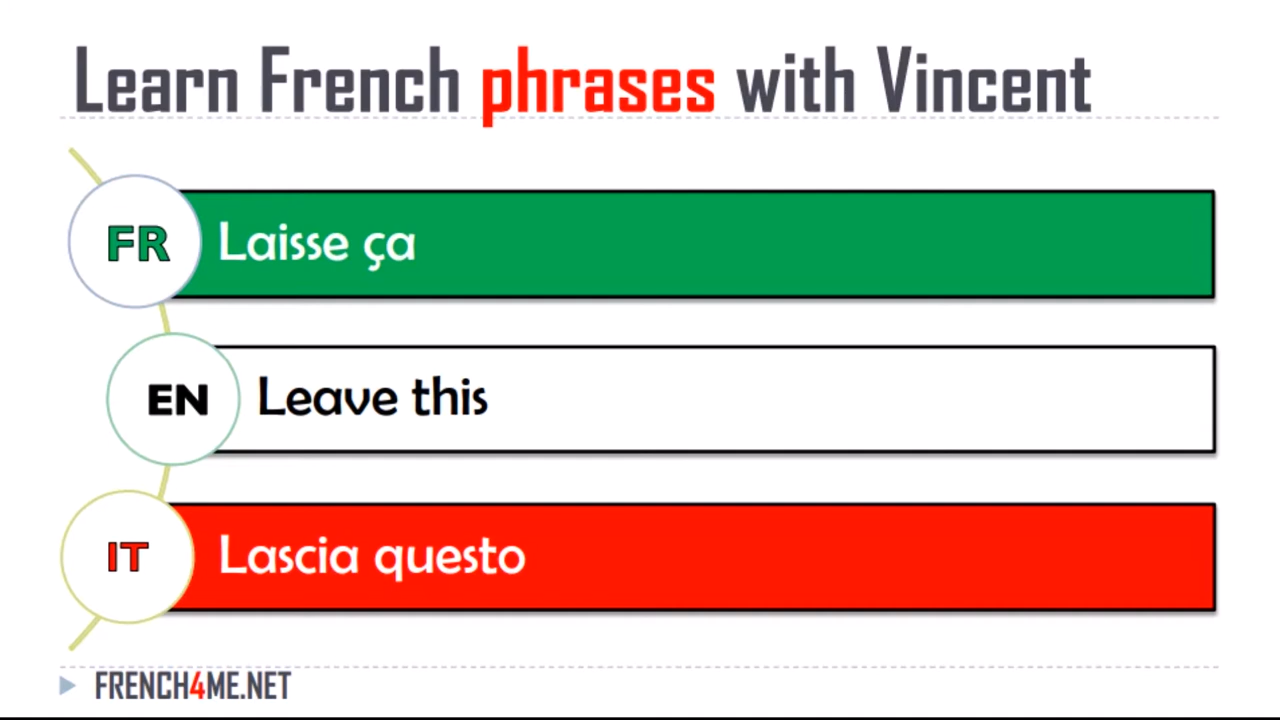 Learn French phrases with Vincent
FR Laisse ça
EN Leave this
IT Lascia questo
FRENCH4ME.NET